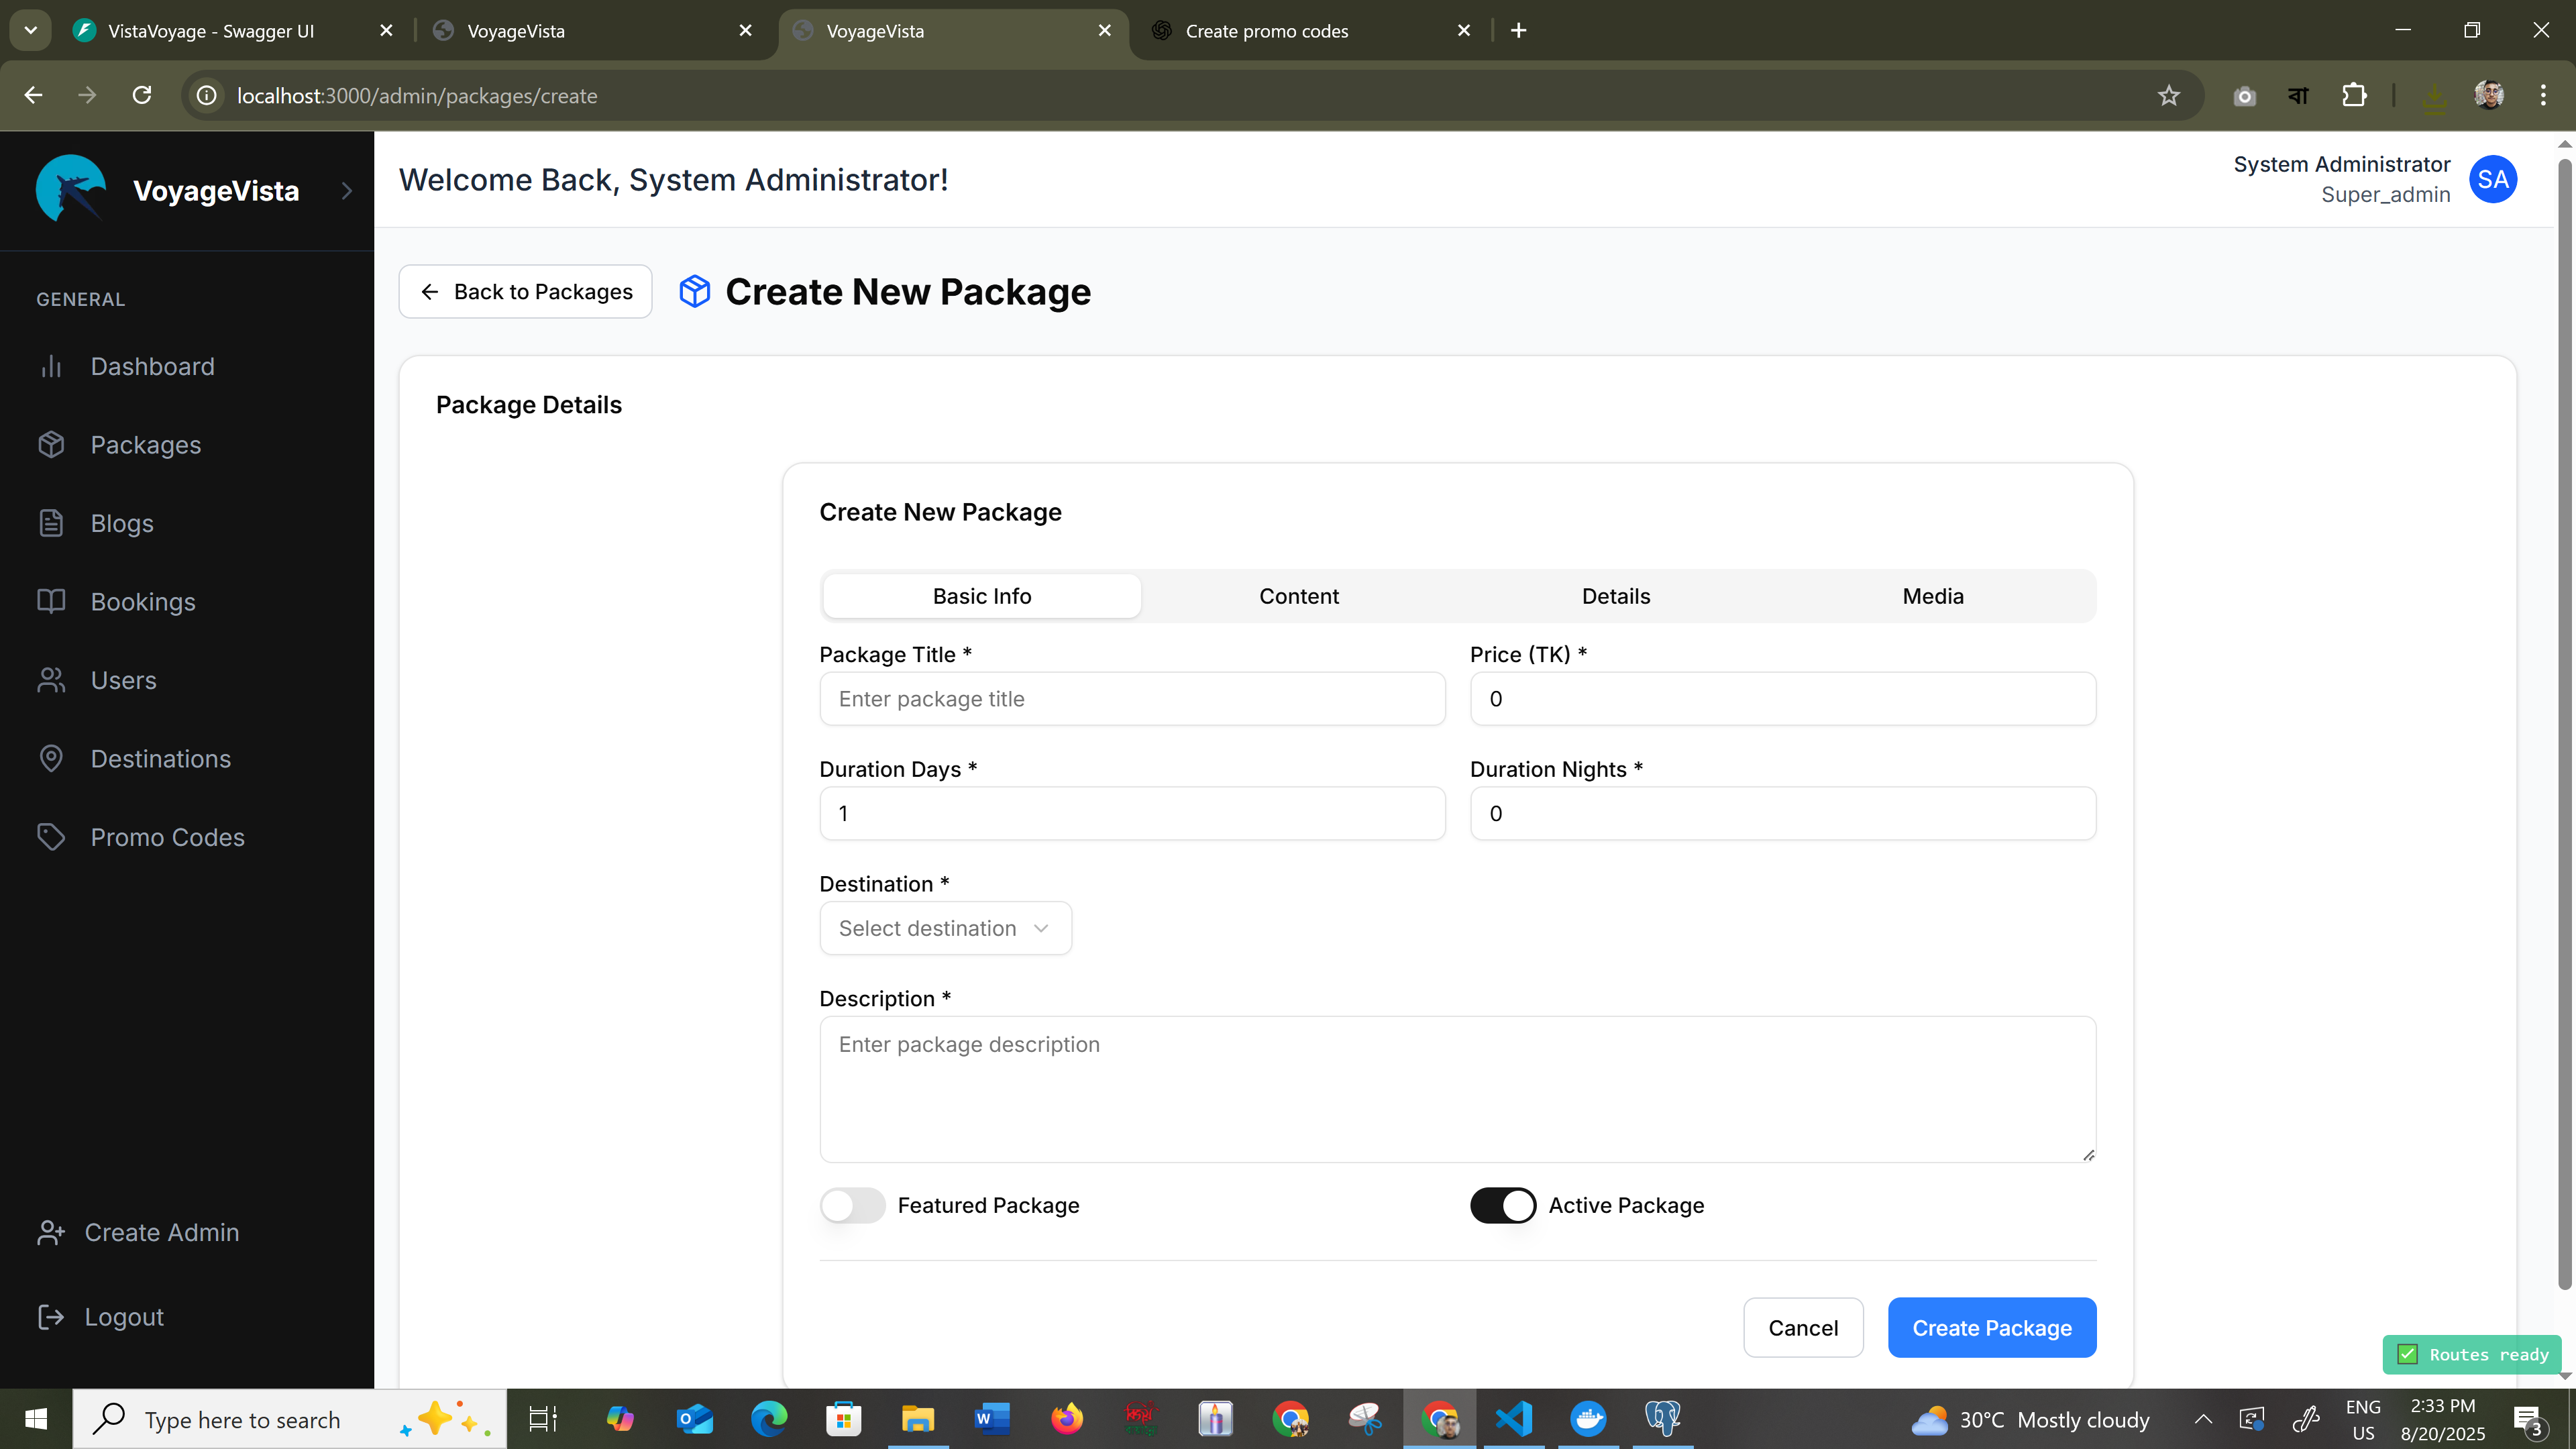 VistaVoyage - Swagger UI
VoyageVista
VoyageVista
Create promo codes
localhost:3000/admin/packages/create
বা
VoyageVista
Welcome Back, System Administrator!
System Administrator
Super_admin
SA
GENERAL
Dashboard
Packages
Blogs
Bookings
Users
Destinations
Promo Codes
Create Admin
Logout
Back to Packages
Create New Package
Package Details
Create New Package
Basic Info
Content
Details
Media
Package Title *
Price (TK) *
Enter package title
0
Duration Days *
Duration Nights *
1
0
Destination *
Select destination
Description *
Enter package description
Featured Package
Active Package
Cancel
Create Package
Routes ready
Type here to search
30°C Mostly cloudy
ENG
US
2:33 PM
8/20/2025
3